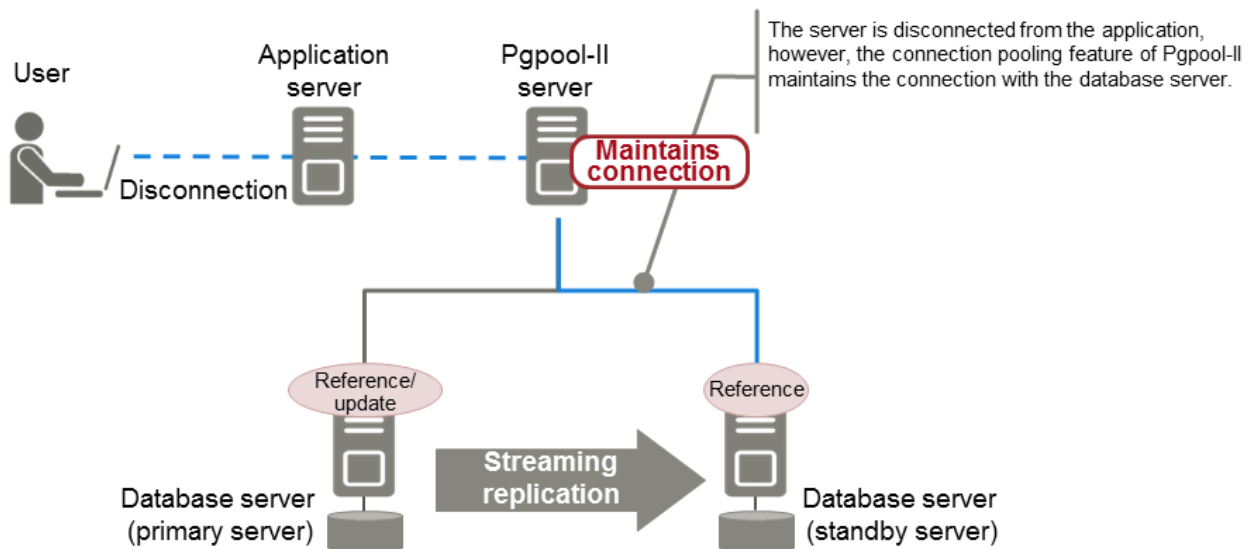 The server is disconnected from the application,
however, the connection pooling feature of Pgpool-II
maintains the connection with the database server.
User
Application
server
Pgpool-II
server
Maintains
connection
Disconnection
Reference/
update
Reference
Streaming
replication
Database server
(primary server)
Database server
(standby server)